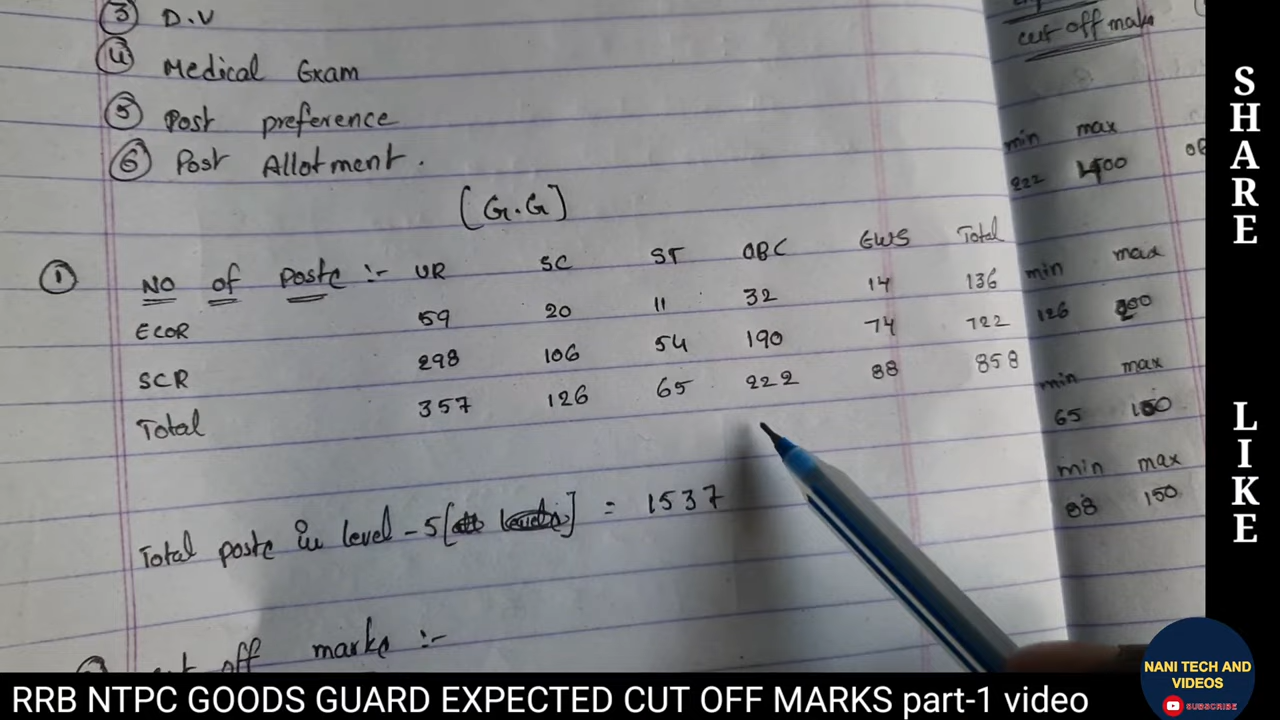 ③ D.V
④ Medical Exam
⑤ Post preference
⑥ Post Allotment.
[G.G]
① NO of Posts :- UR SC ST OBC EWS Total
ECOR 59 20 11 32 14 136
SCR 298 106 54 190 74 722
Total 357 126 65 222 88 858
Total posts in level - 5 [ ] = 1537
cut off marks :-
cut off marks
min max
222 400
min max
126 200
min max
65 150
min max
88 150
SHARE
LIKE
NANI TECH AND
VIDEOS
SUBSCRIBE
RRB NTPC GOODS GUARD EXPECTED CUT OFF MARKS part-1 video